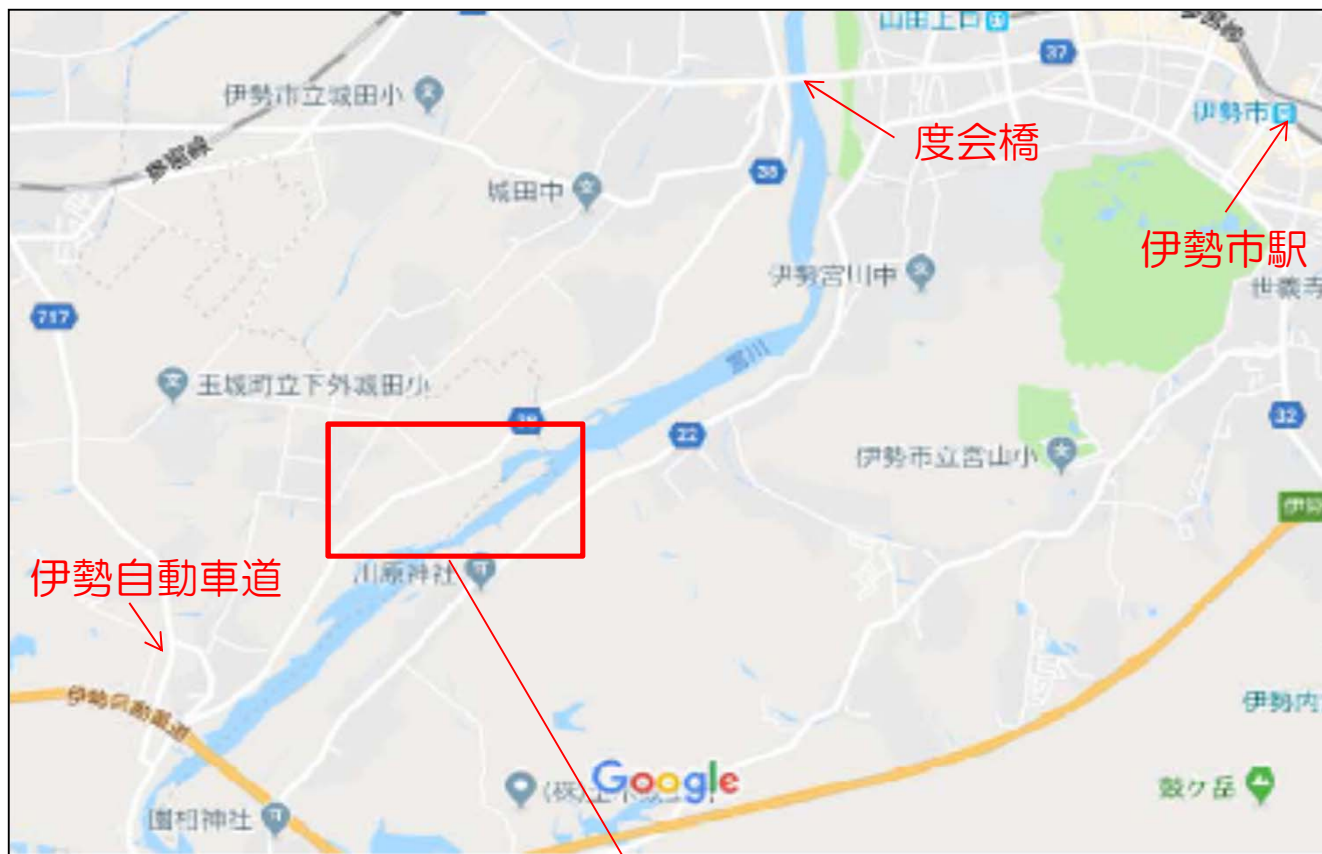 山田上口
37
伊勢市立城田小
伊勢市
度会橋
38
城田中
伊勢市駅
伊勢宮川中
世義寺
717
宮川
玉城町立下外城田小
32
38
22
伊勢市立宮山小
伊勢
川原神社
伊勢自動車道
伊勢自動車道
伊勢内
Google
鼓ケ岳
園相神社